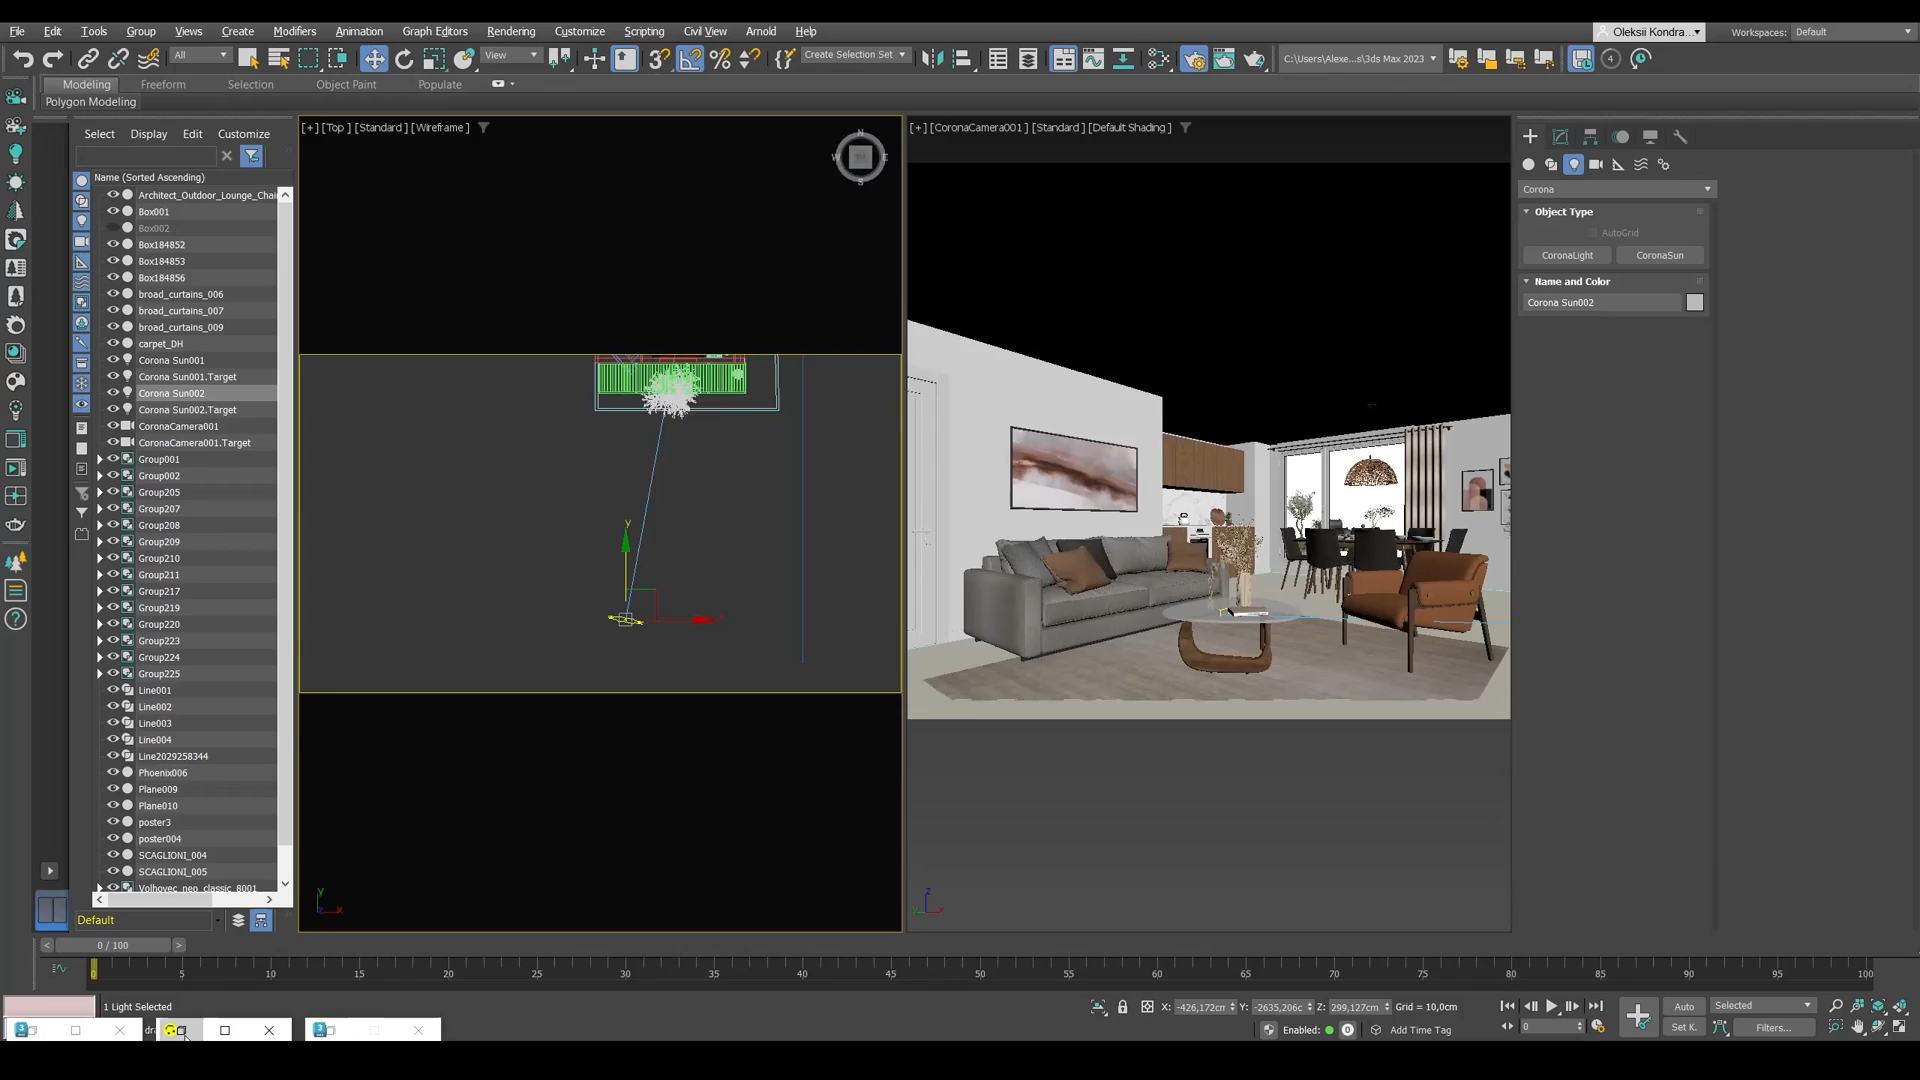 File Edit Tools Group Views Create Modifiers Animation Graph Editors Rendering Customize Scripting Civil View Arnold Help
Oleksii Kondra... Workspaces: Default
All View Create Selection Set C:\Users\Alexe...s\3ds Max 2023
Modeling Freeform Selection Object Paint Populate
Polygon Modeling
Select Display Edit Customize
Name (Sorted Ascending)
Architect_Outdoor_Lounge_Chai
Box001
Box002
Box184852
Box184853
Box184856
broad_curtains_006
broad_curtains_007
broad_curtains_009
carpet_DH
Corona Sun001
Corona Sun001.Target
Corona Sun002
Corona Sun002.Target
CoronaCamera001
CoronaCamera001.Target
Group001
Group002
Group205
Group207
Group208
Group209
Group210
Group211
Group217
Group219
Group220
Group223
Group224
Group225
Line001
Line002
Line003
Line004
Line2029258344
Phoenix006
Plane009
Plane010
poster3
poster004
SCAGLIONI_004
SCAGLIONI_005
Volhovec_neo_classic_8001
Default
[+] [Top ] [Standard ] [Wireframe ]
N
W E
S
y
y
x
[+] [CoronaCamera001 ] [Standard ] [Default Shading ]
z
Corona
Object Type
AutoGrid
CoronaLight CoronaSun
Name and Color
Corona Sun002
< 0 / 100 >
0 5 10 15 20 25 30 35 40 45 50 55 60 65 70 75 80 85 90 95 100
1 Light Selected
X: -426,172cm Y: -2635,206c Z: 299,127cm Grid = 10,0cm
Auto Selected
Enabled: 0 Add Time Tag
0 Set K. Filters...